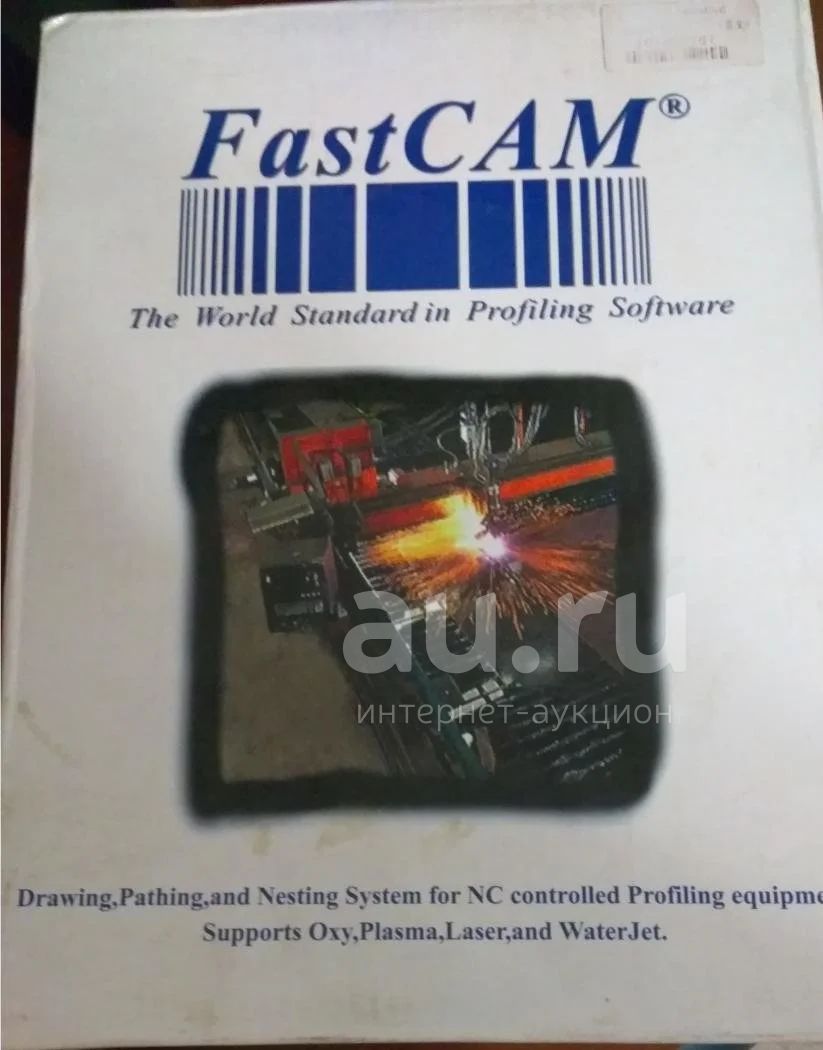 FastCAM®
The World Standard in Profiling Software
au.ru
интернет-аукцион
Drawing,Pathing,and Nesting System for NC controlled Profiling equipme
Supports Oxy,Plasma,Laser,and WaterJet.